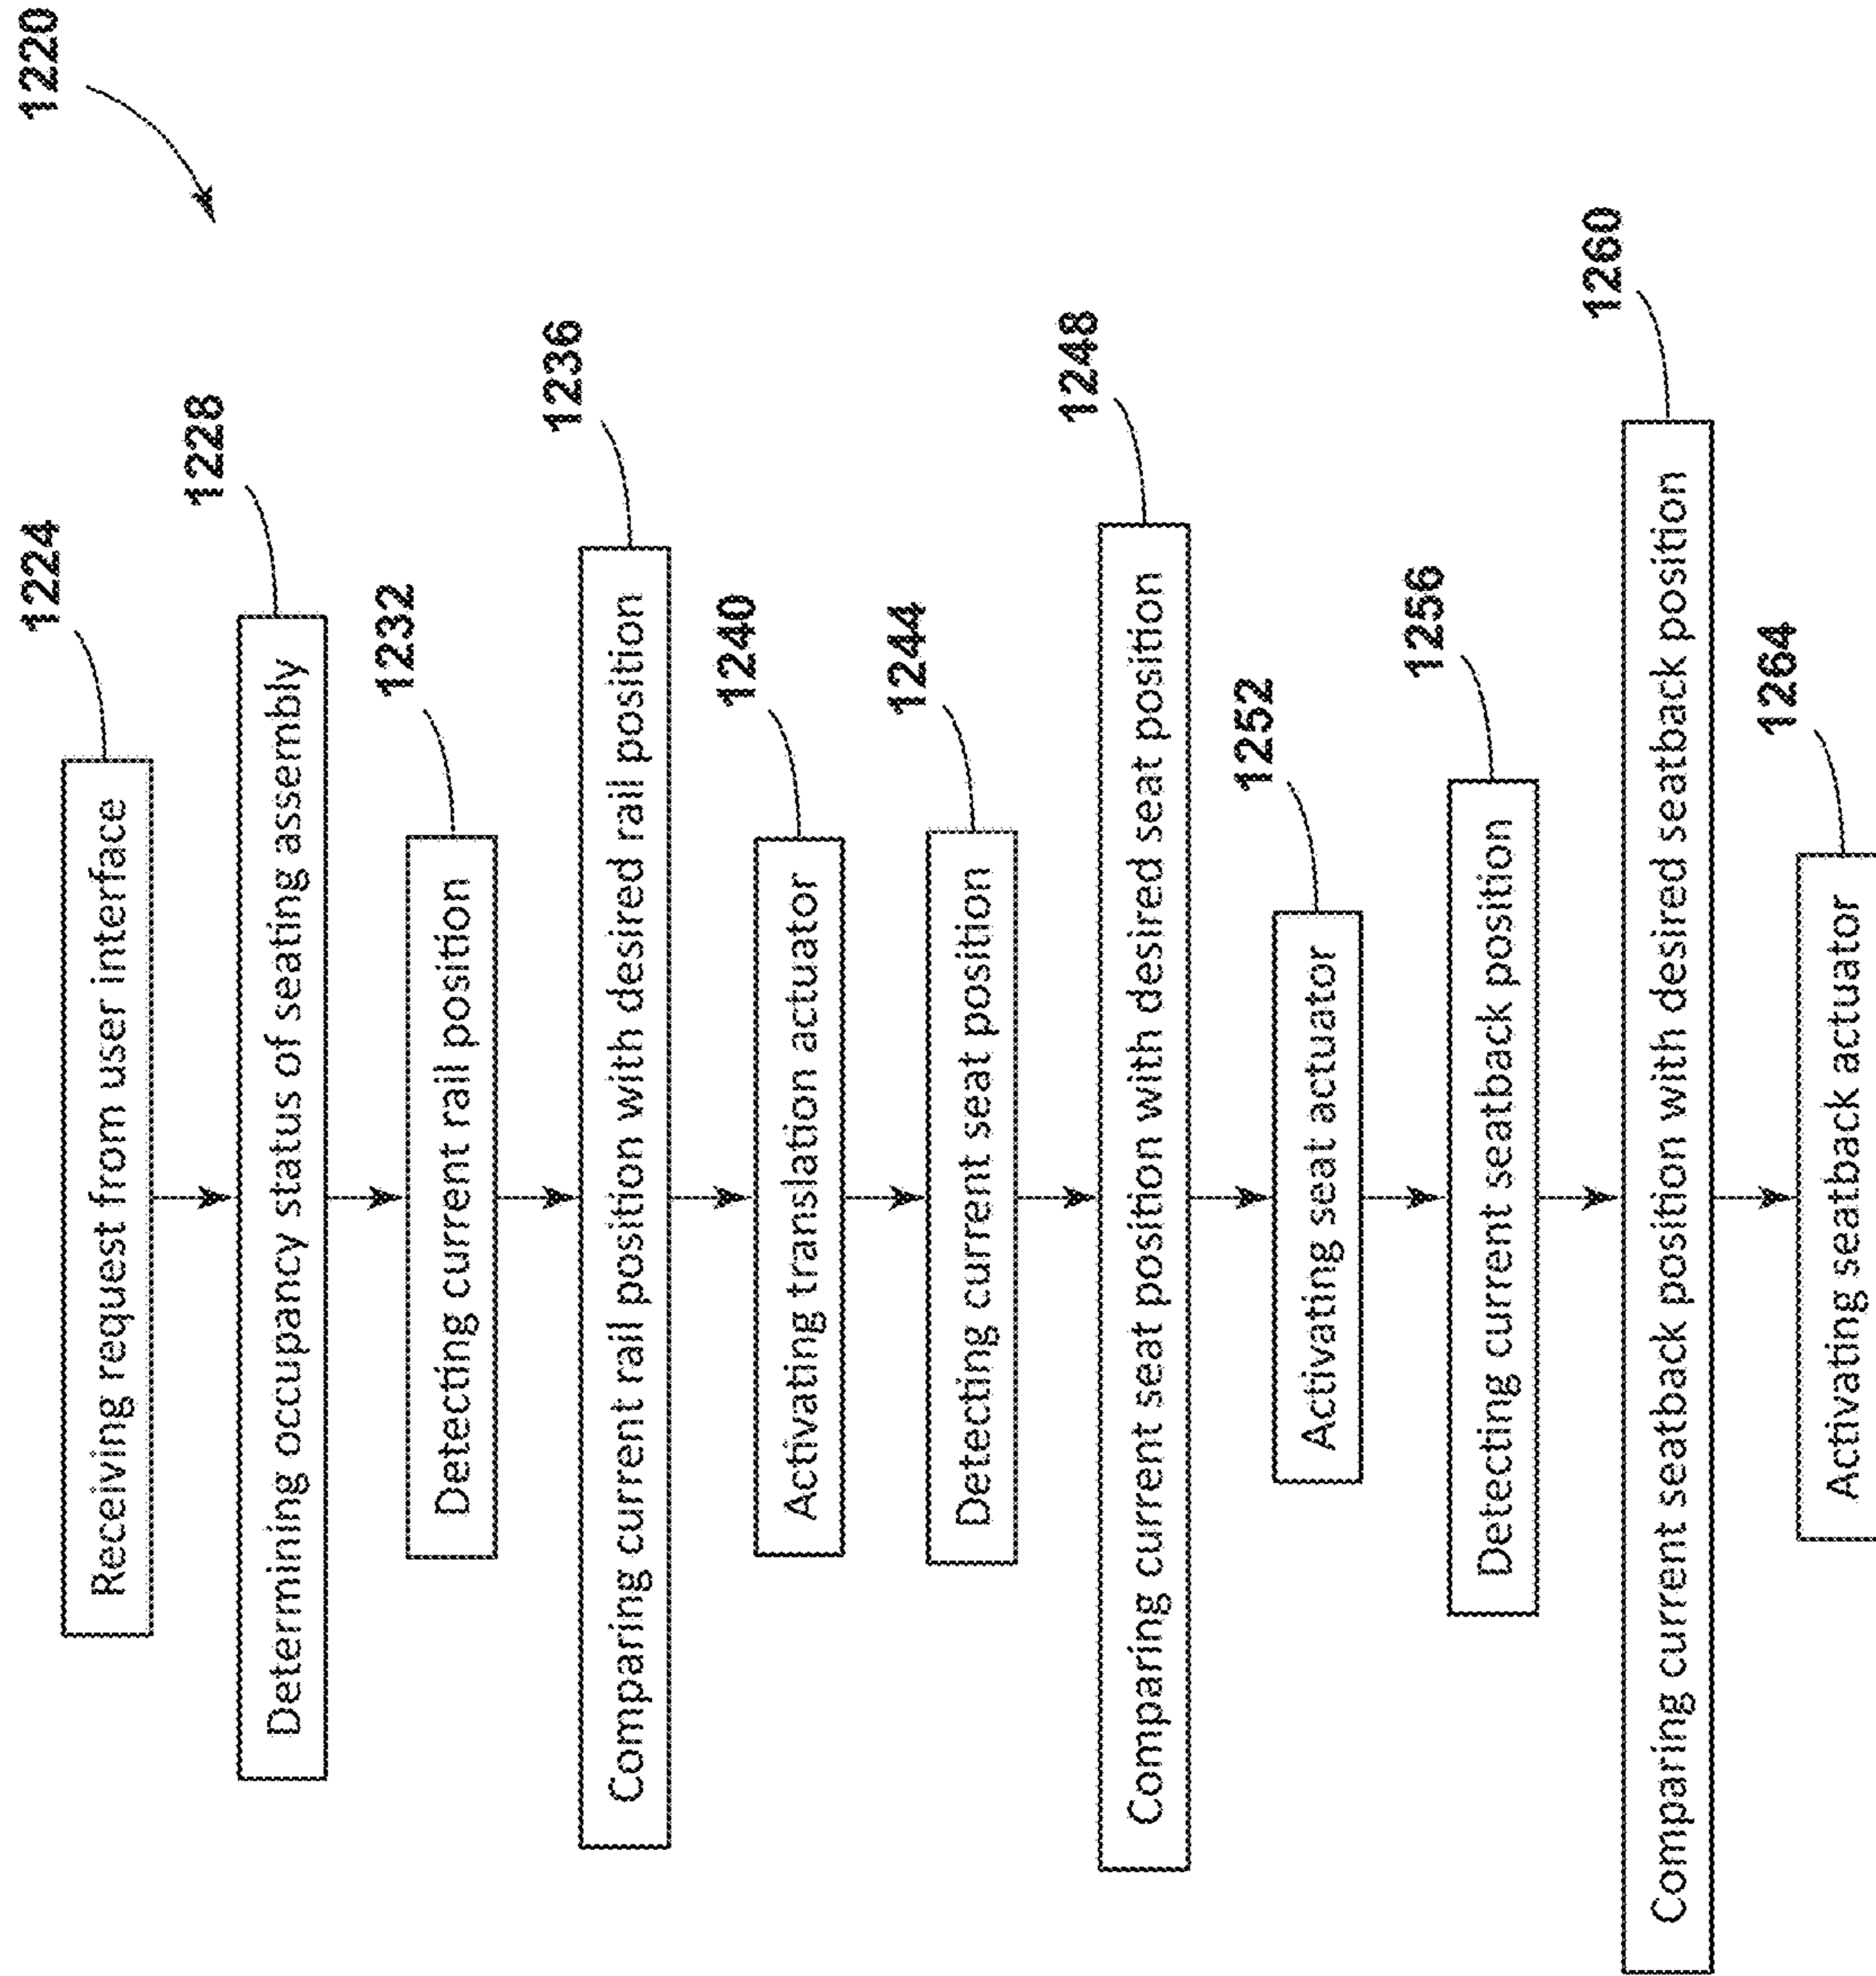 1220
1224
Receiving request from user interface
1228
Determining occupancy status of seating assembly
1232
Detecting current rail position
1236
Comparing current rail position with desired rail position
1240
Activating translation actuator
1244
Detecting current seat position
1248
Comparing current seat position with desired seat position
1252
Activating seat actuator
1256
Detecting current seatback position
1260
Comparing current seatback position with desired seatback position
1264
Activating seatback actuator